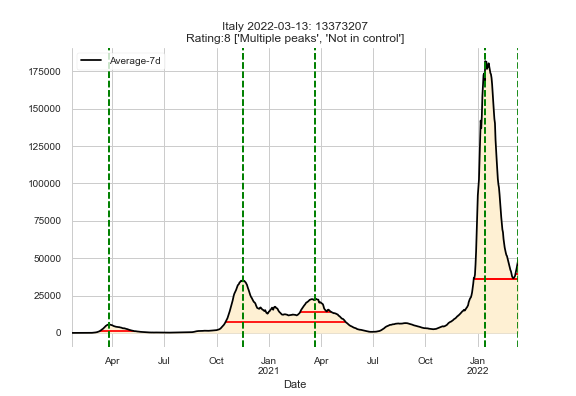 Italy 2022-03-13: 13373207
Rating:8 ['Multiple peaks', 'Not in control']
Average-7d
175000
150000
125000
100000
75000
50000
25000
0
Apr Jul Oct Jan Apr Jul Oct Jan
2021 2022
Date